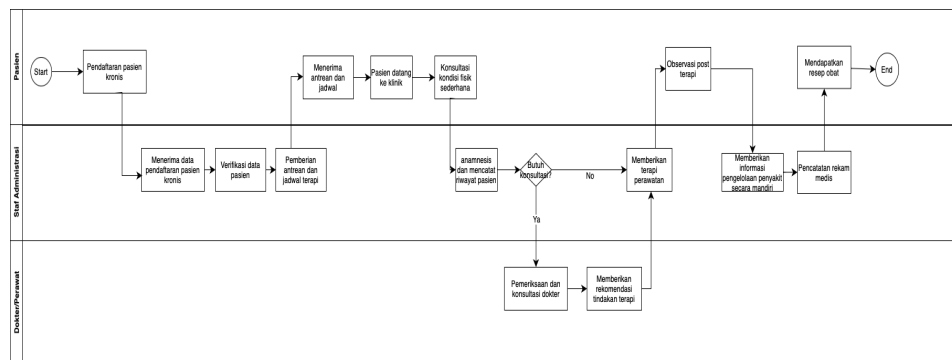 Pasien
Start
Pendaftaran pasien
kronis
Menerima
antrean dan
jadwal
Pasien datang
ke klinik
Konsultasi
kondisi fisik
sederhana
Observasi post
terapi
Mendapatkan
resep obat
End
Staf Administrasi
Menerima data
pendaftaran pasien
kronis
Verifikasi data
pasien
Pemberian
antrean dan
jadwal terapi
anamnesis
dan mencatat
riwayat pasien
Butuh
konsultasi?
No
Ya
Memberikan
terapi
perawatan
Memberikan
informasi
pengelolaan penyakit
secara mandiri
Pencatatan rekam
medis
Dokter/Perawat
Pemeriksaan dan
konsultasi dokter
Memberikan
rekomendasi
tindakan terapi